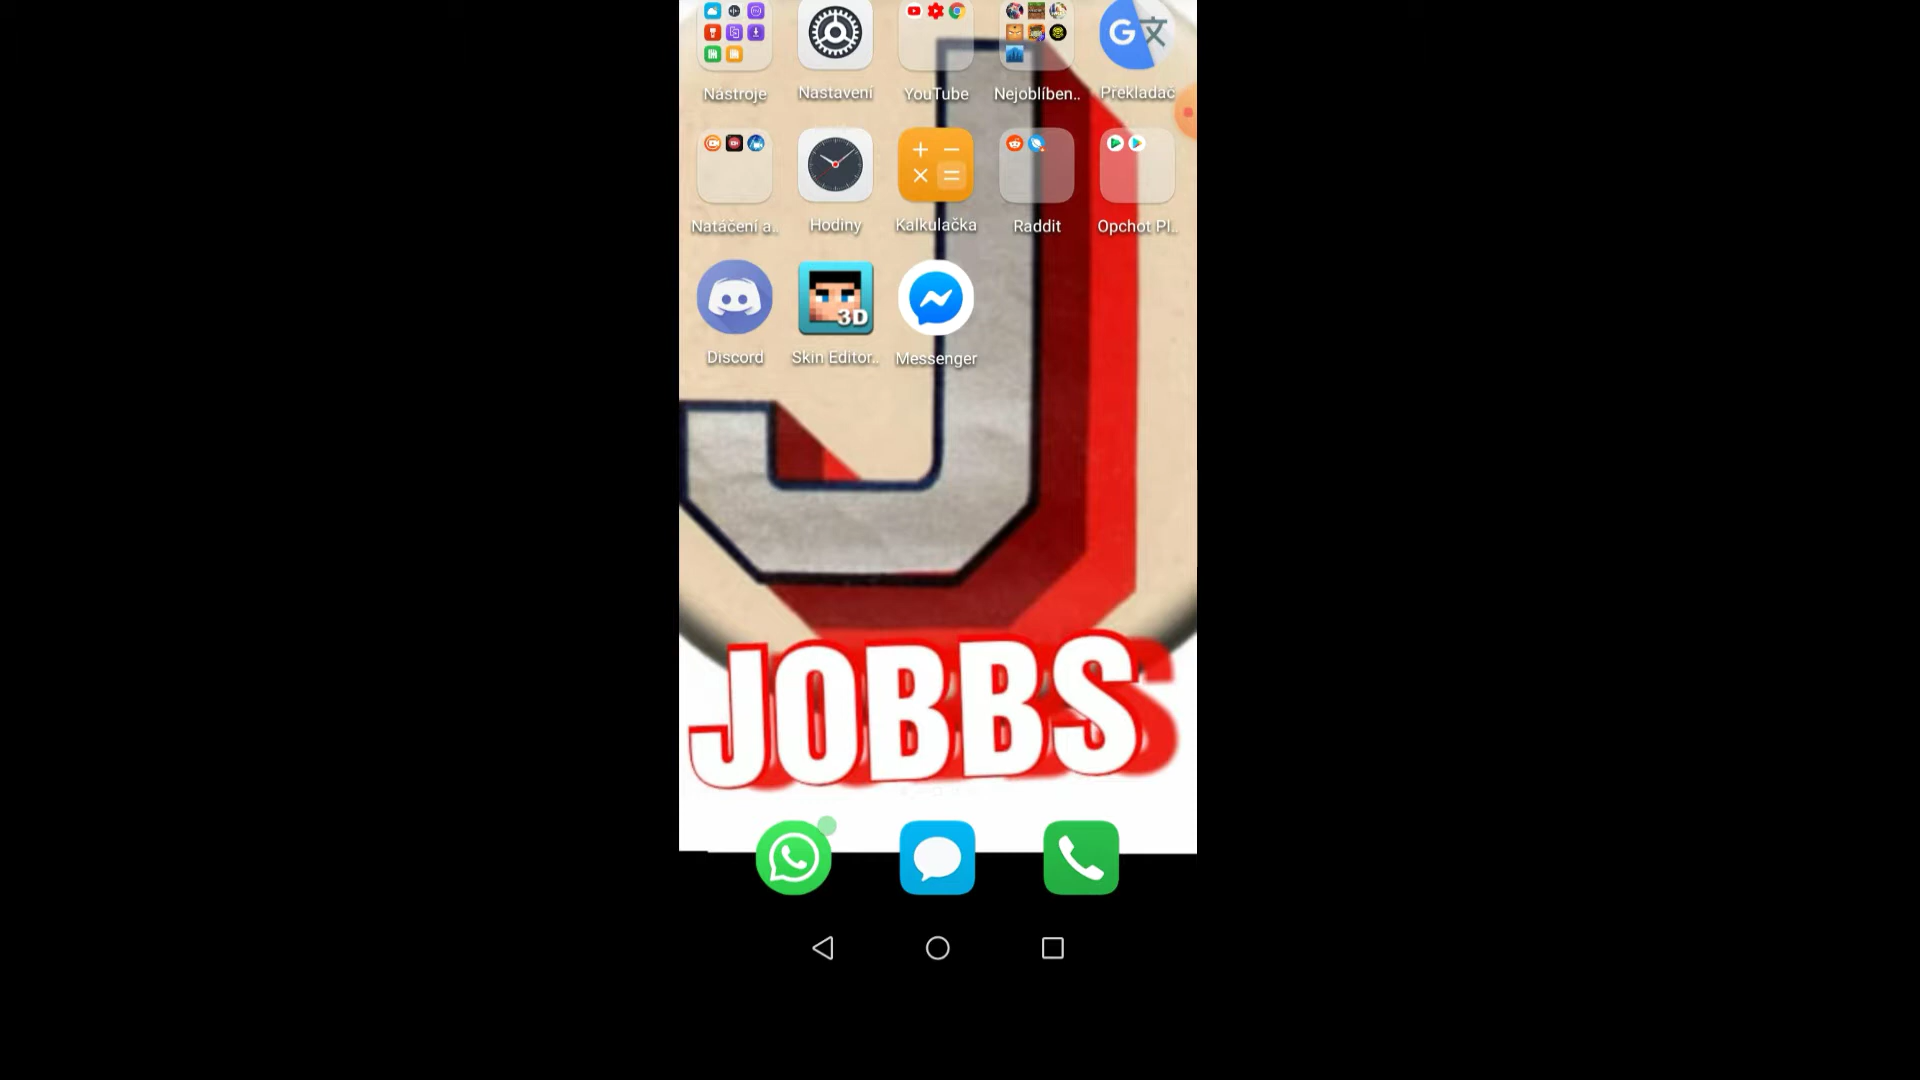 Nástroje Nastavení YouTube Nejoblíben.. Překladač
Natáčení a.. Hodiny Kalkulačka Raddit Opchot Pl..
3D
Discord Skin Editor.. Messenger
JOBBS